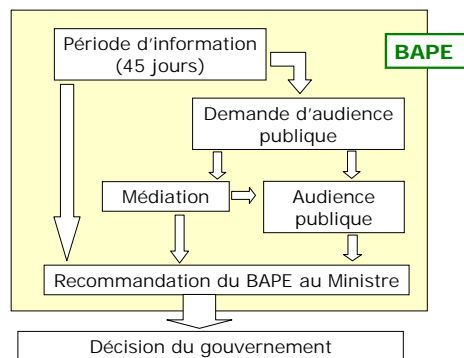 Période d'information
(45 jours)
BAPE
Demande d'audience
publique
Médiation
Audience
publique
Recommandation du BAPE au Ministre
Décision du gouvernement